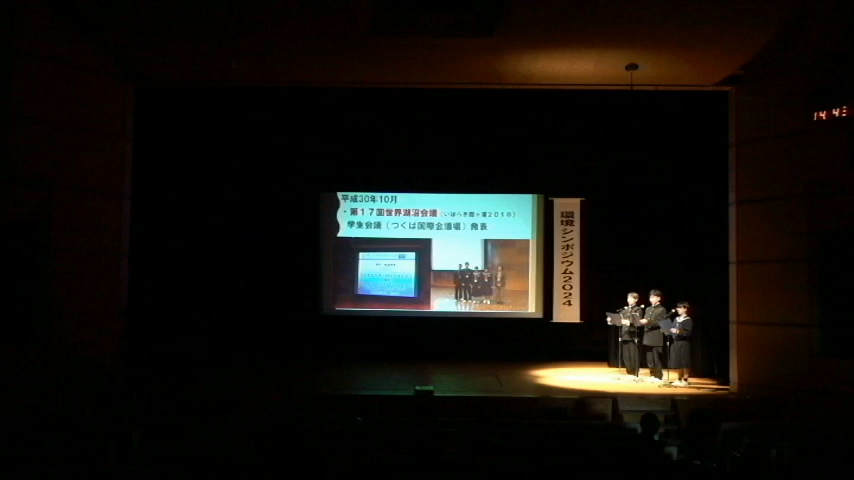 平成30年10月
・第17回世界湖沼会議（いばらき霞ヶ浦2018）
学生会議（つくば国際会議場）発表
環境シンポジウム2024
14 43